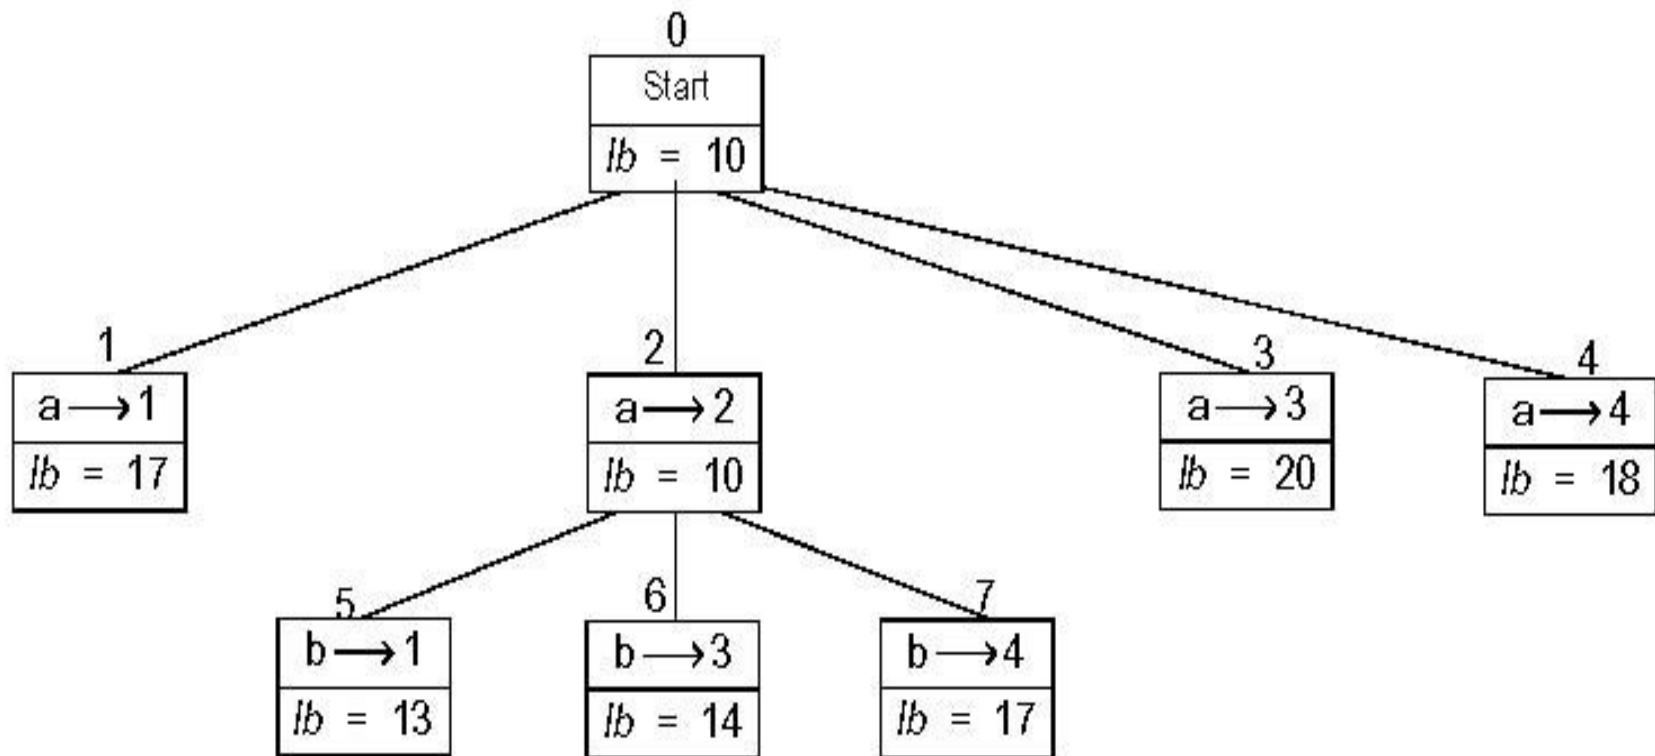 0
Start
lb = 10
1
a⟶1
lb = 17
2
a⟶2
lb = 10
3
a⟶3
lb = 20
4
a⟶4
lb = 18
5
b⟶1
lb = 13
6
b⟶3
lb = 14
7
b⟶4
lb = 17